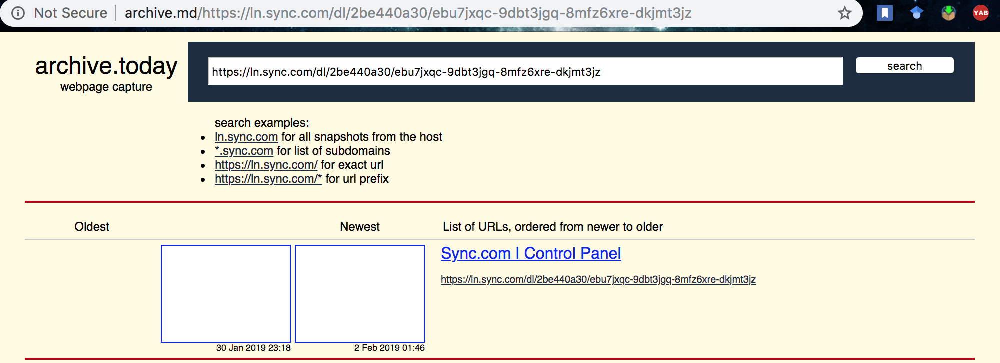 Not Secure archive.md/https://ln.sync.com/dl/2be440a30/ebu7jxqc-9dbt3jgq-8mfz6xre-dkjmt3jz
YAB
archive.today
webpage capture
https://ln.sync.com/dl/2be440a30/ebu7jxqc-9dbt3jgq-8mfz6xre-dkjmt3jz
search
search examples:
ln.sync.com for all snapshots from the host
*.sync.com for list of subdomains
https://ln.sync.com/ for exact url
https://ln.sync.com/* for url prefix
Oldest Newest List of URLs, ordered from newer to older
Sync.com | Control Panel
https://ln.sync.com/dl/2be440a30/ebu7jxqc-9dbt3jgq-8mfz6xre-dkjmt3jz
30 Jan 2019 23:18 2 Feb 2019 01:46